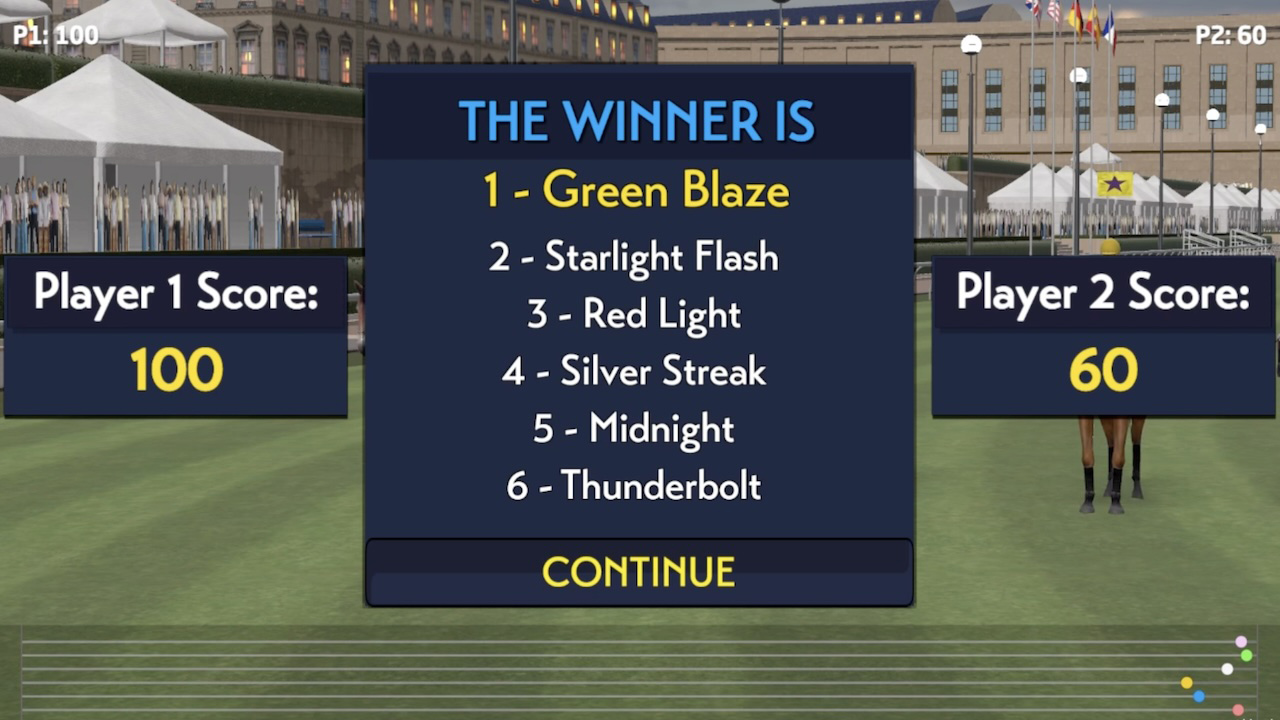 P1: 100
P2: 60
THE WINNER IS
1 - Green Blaze
2 - Starlight Flash
3 - Red Light
4 - Silver Streak
5 - Midnight
6 - Thunderbolt
CONTINUE
Player 1 Score:
100
Player 2 Score:
60